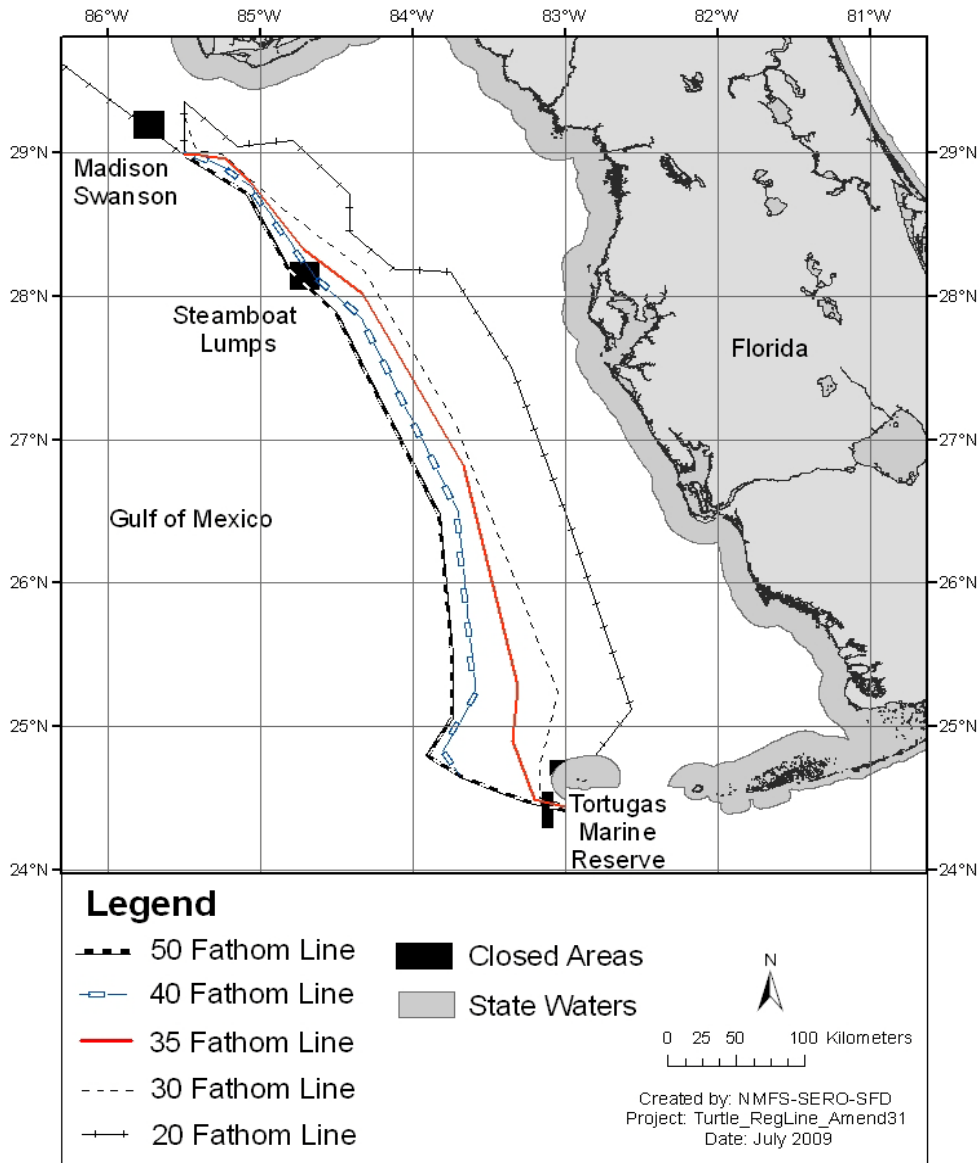 86°W 85°W 84°W 83°W 82°W 81°W
29°N 29°N
Madison
Swanson
28°N 28°N
Steamboat
Lumps
Florida
27°N 27°N
Gulf of Mexico
26°N 26°N
25°N 25°N
Tortugas
Marine
Reserve
24°N 24°N
Legend
50 Fathom Line
40 Fathom Line
35 Fathom Line
30 Fathom Line
20 Fathom Line
Closed Areas
State Waters
N
0 25 50 100 Kilometers
Created by: NMFS-SERO-SFD
Project: Turtle_RegLine_Amend31
Date: July 2009